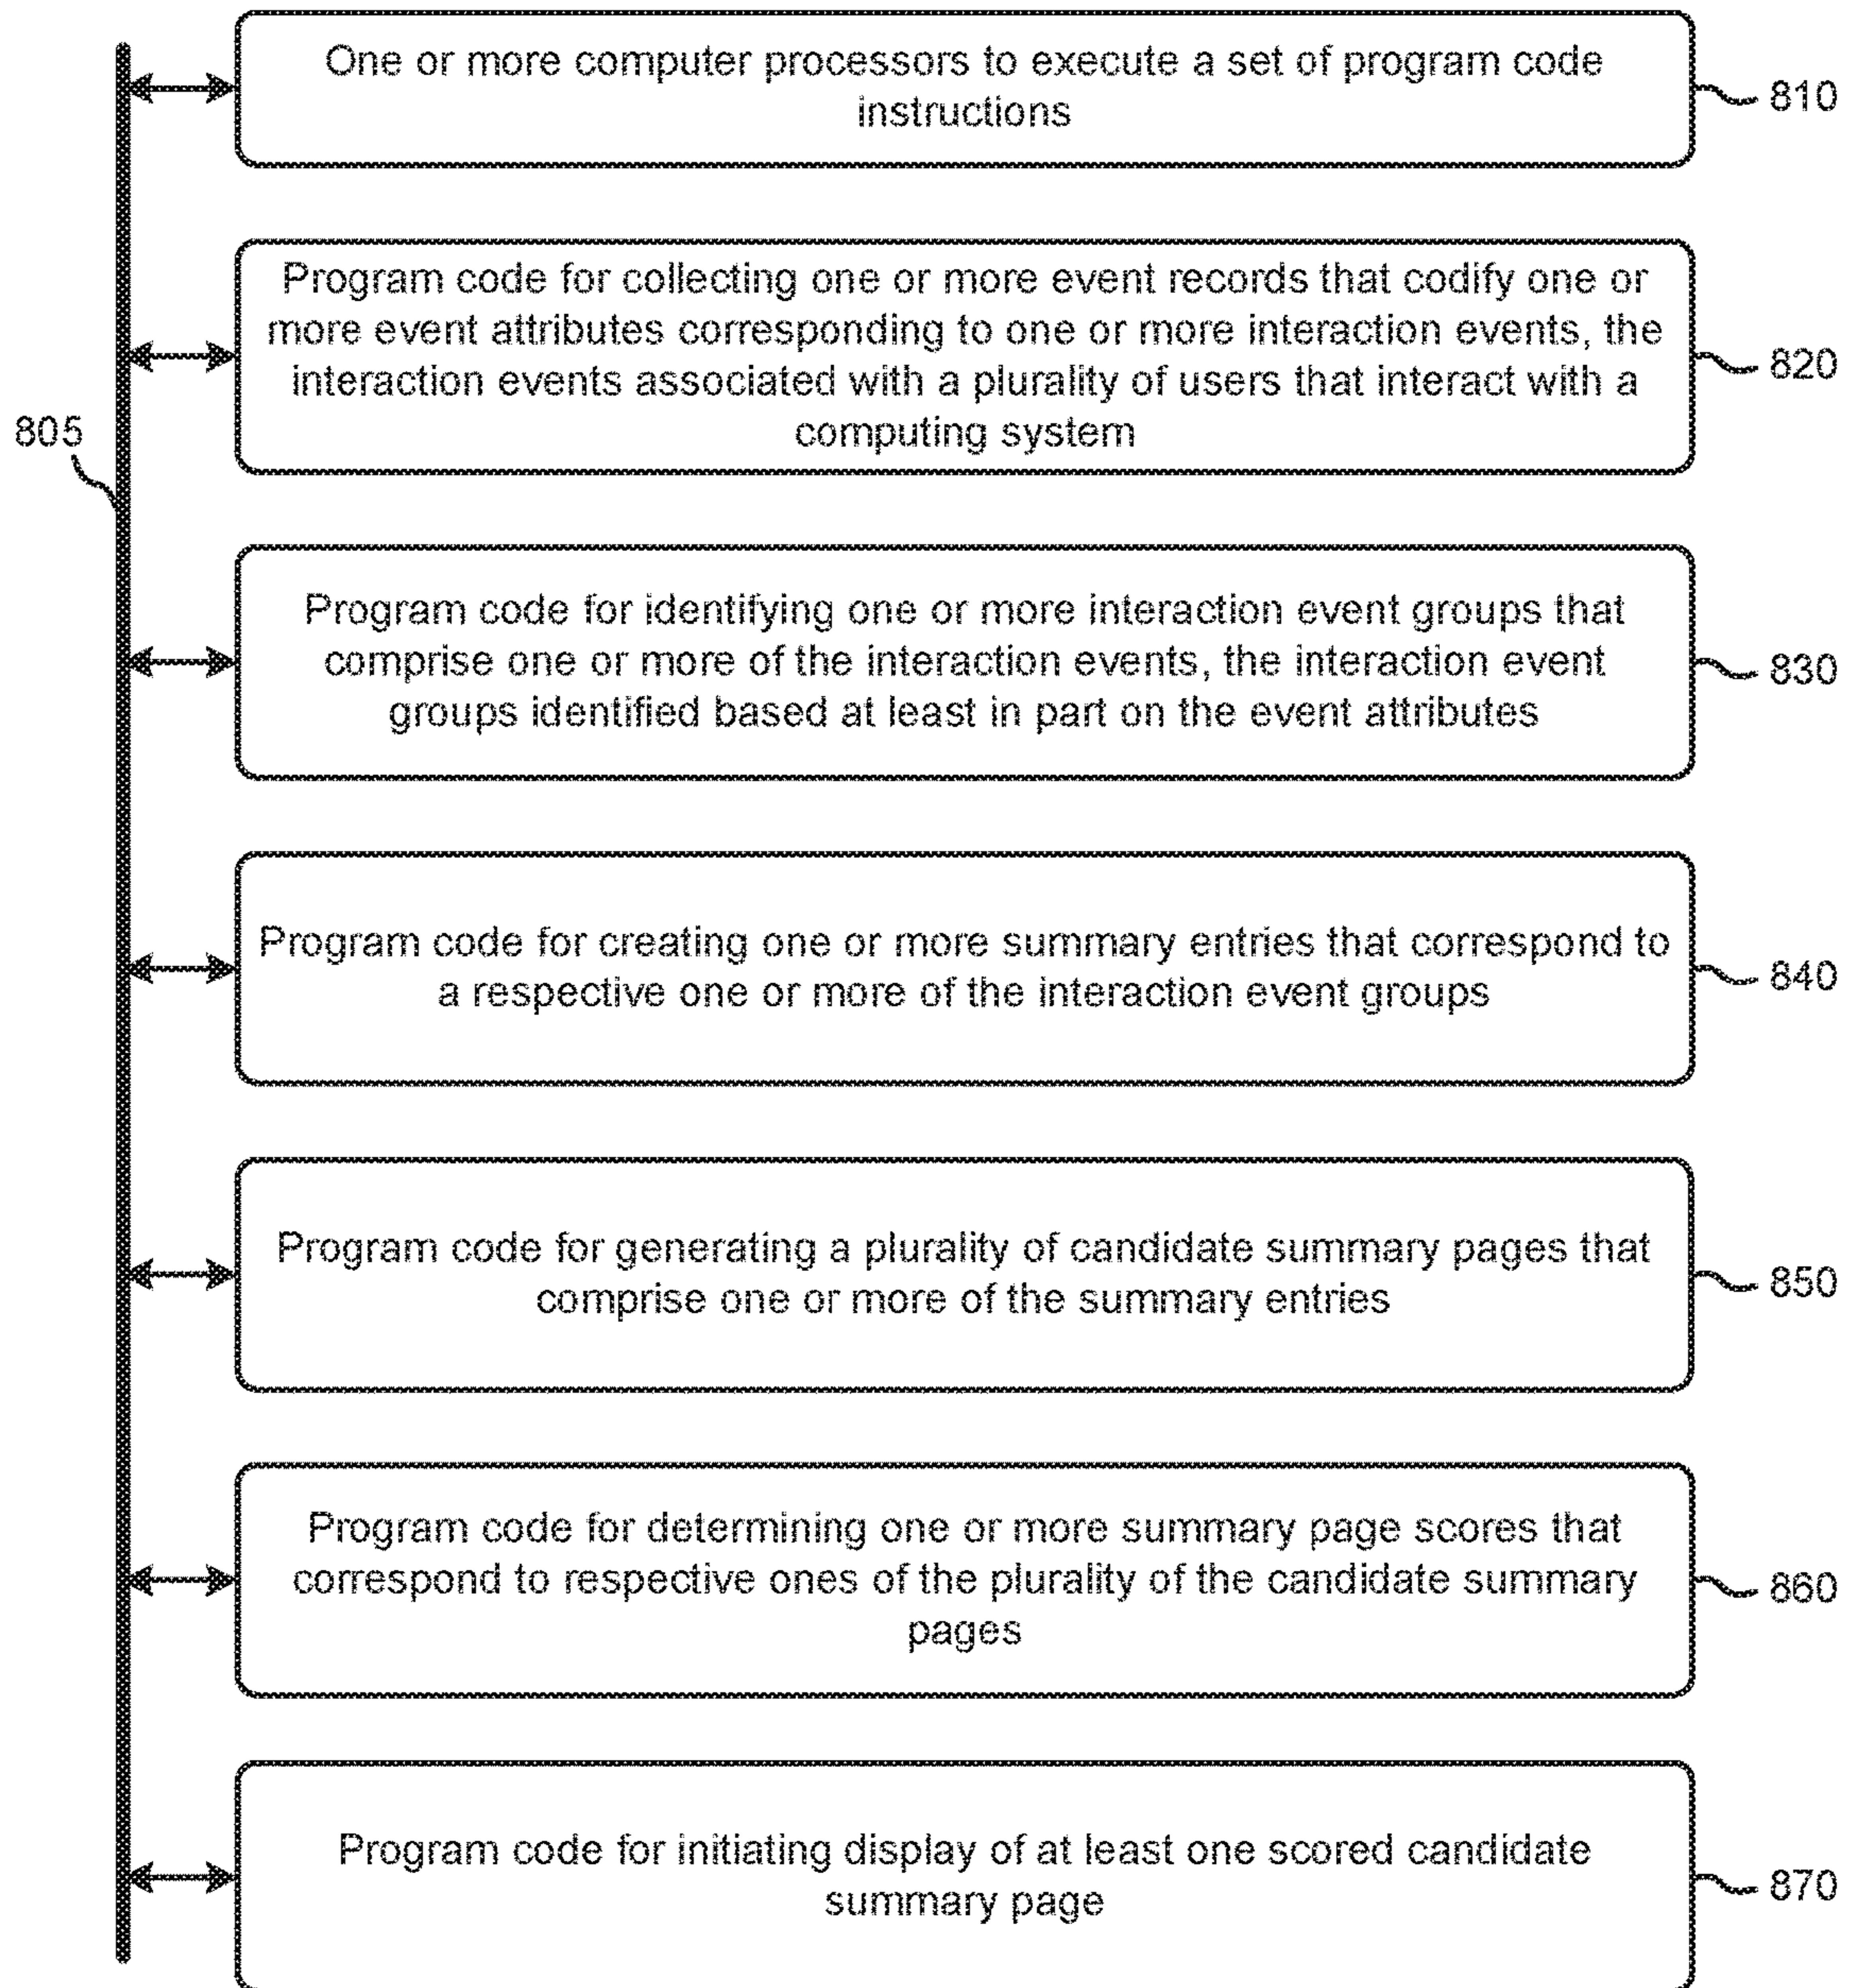 One or more computer processors to execute a set of program code
instructions
810
Program code for collecting one or more event records that codify one or
more event attributes corresponding to one or more interaction events, the
interaction events associated with a plurality of users that interact with a
computing system
820
805
Program code for identifying one or more interaction event groups that
comprise one or more of the interaction events, the interaction event
groups identified based at least in part on the event attributes
830
Program code for creating one or more summary entries that correspond to
a respective one or more of the interaction event groups
840
Program code for generating a plurality of candidate summary pages that
comprise one or more of the summary entries
850
Program code for determining one or more summary page scores that
correspond to respective ones of the plurality of the candidate summary
pages
860
Program code for initiating display of at least one scored candidate
summary page
870